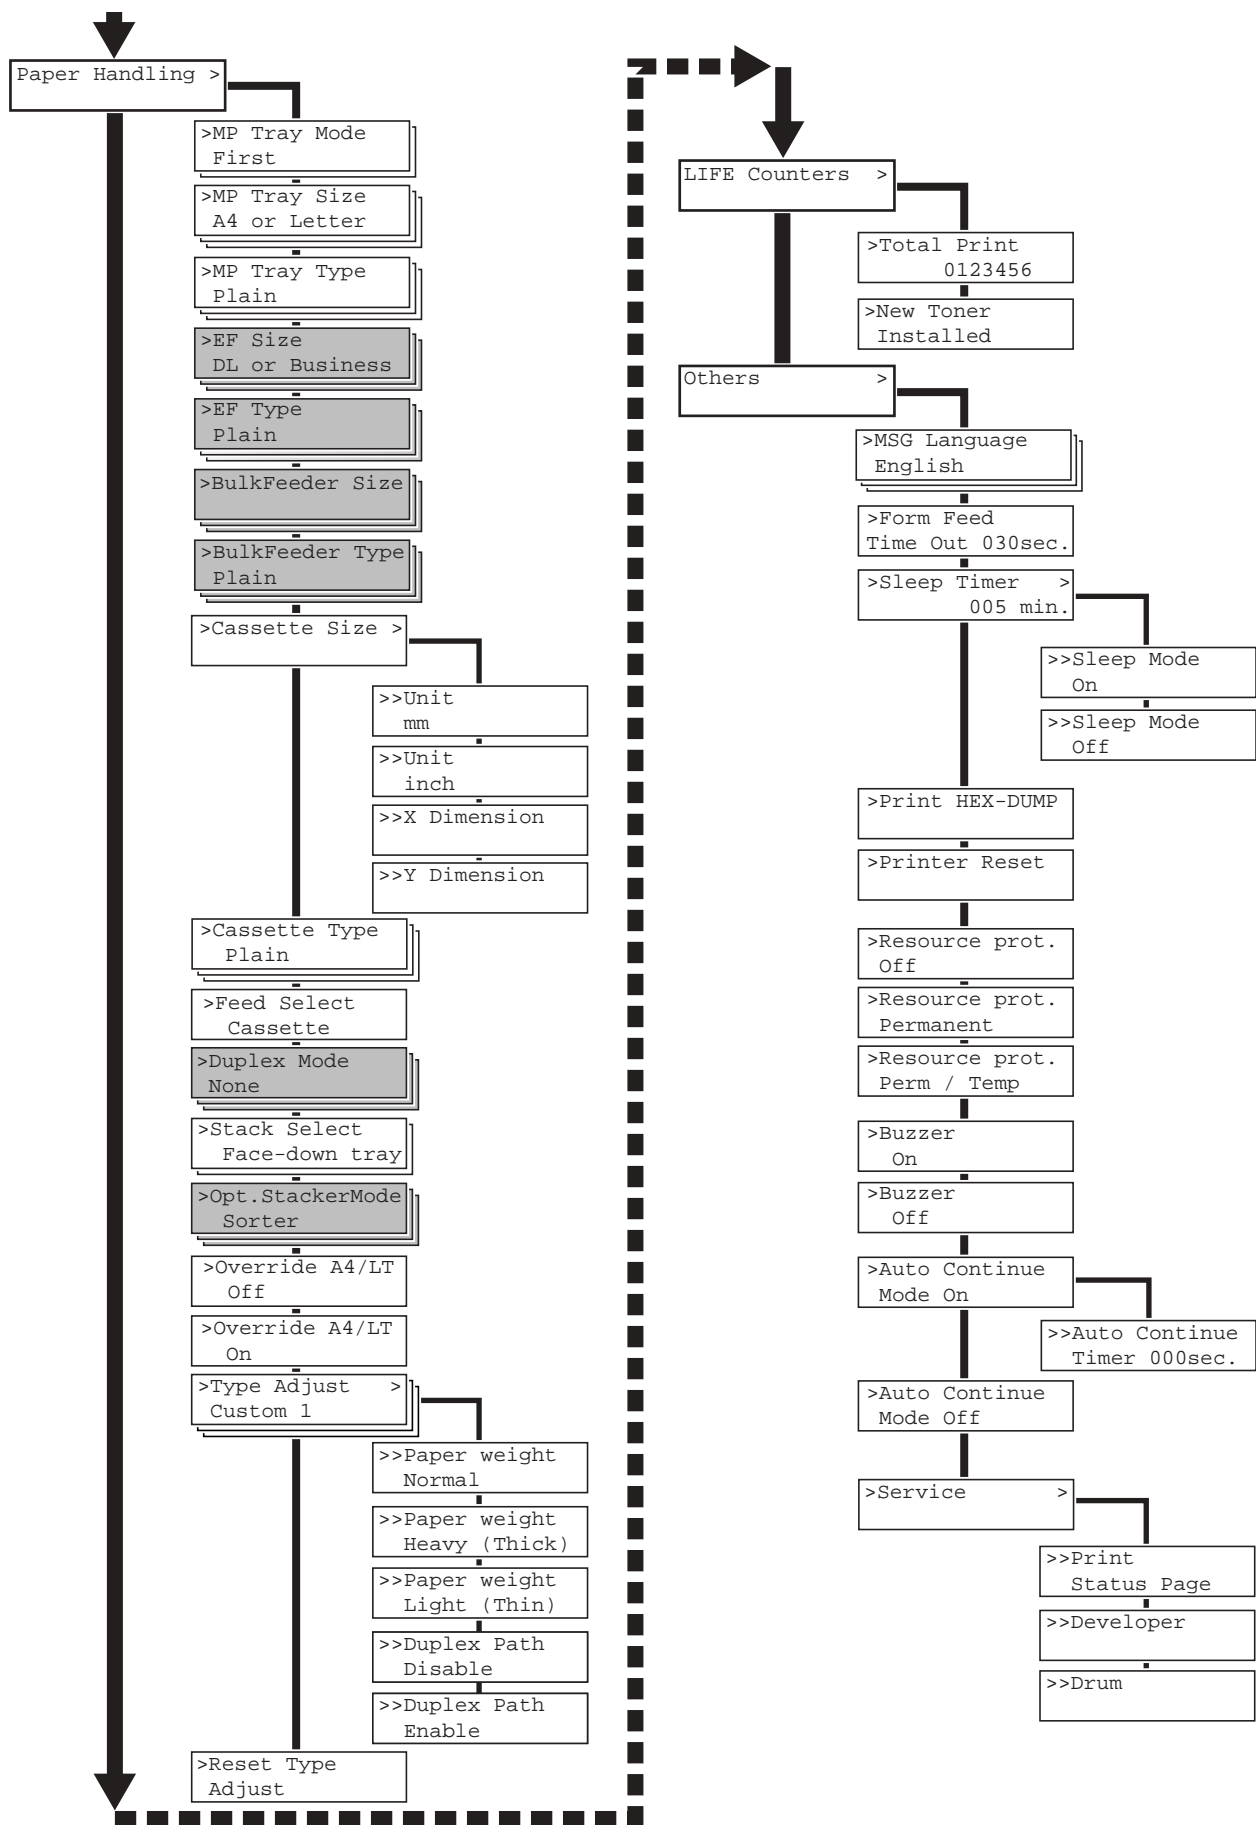 Paper Handling >
>MP Tray Mode
First
>MP Tray Size
A4 or Letter
>MP Tray Type
Plain
>EF Size
DL or Business
>EF Type
Plain
>BulkFeeder Size
>BulkFeeder Type
Plain
>Cassette Size >
>>Unit
mm
>>Unit
inch
>>X Dimension
>>Y Dimension
>Cassette Type
Plain
>Feed Select
Cassette
>Duplex Mode
None
>Stack Select
Face-down tray
>Opt.StackerMode
Sorter
>Override A4/LT
Off
>Override A4/LT
On
>Type Adjust >
Custom 1
>>Paper weight
Normal
>>Paper weight
Heavy (Thick)
>>Paper weight
Light (Thin)
>>Duplex Path
Disable
>>Duplex Path
Enable
>Reset Type
Adjust
LIFE Counters >
>Total Print
0123456
>New Toner
Installed
Others >
>MSG Language
English
>Form Feed
Time Out 030sec.
>Sleep Timer >
005 min.
>>Sleep Mode
On
>>Sleep Mode
Off
>Print HEX-DUMP
>Printer Reset
>Resource prot.
Off
>Resource prot.
Permanent
>Resource prot.
Perm / Temp
>Buzzer
On
>Buzzer
Off
>Auto Continue
Mode On
>>Auto Continue
Timer 000sec.
>Auto Continue
Mode Off
>Service >
>>Print
Status Page
>>Developer
>>Drum